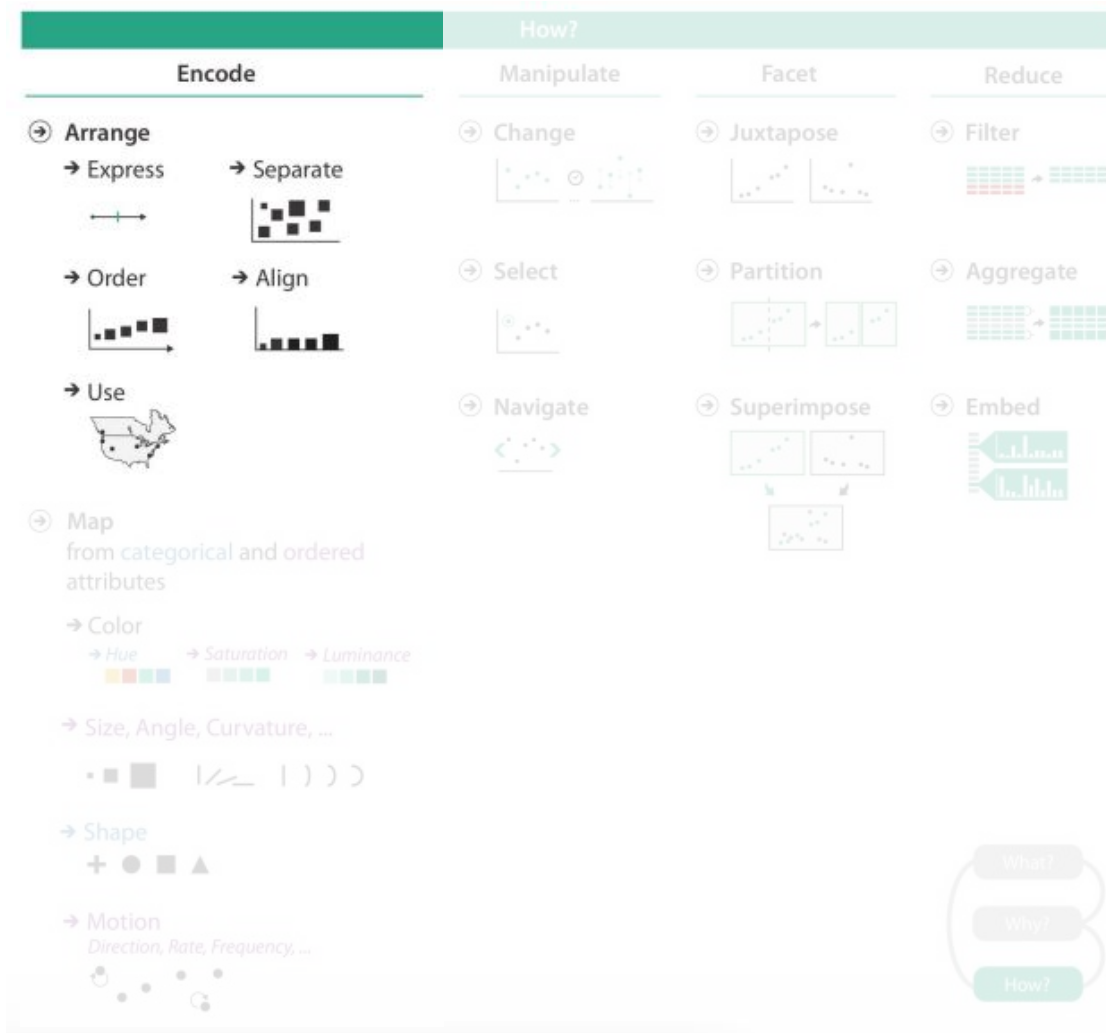 How?
Encode
Manipulate
Facet
Reduce
Arrange
Express
Separate
Order
Align
Use
Map
from categorical and ordered
attributes
Color
Hue
Saturation
Luminance
Size, Angle, Curvature, ...
Shape
Motion
Direction, Rate, Frequency, ...
Change
Select
Navigate
Juxtapose
Partition
Superimpose
Filter
Aggregate
Embed
What?
Why?
How?